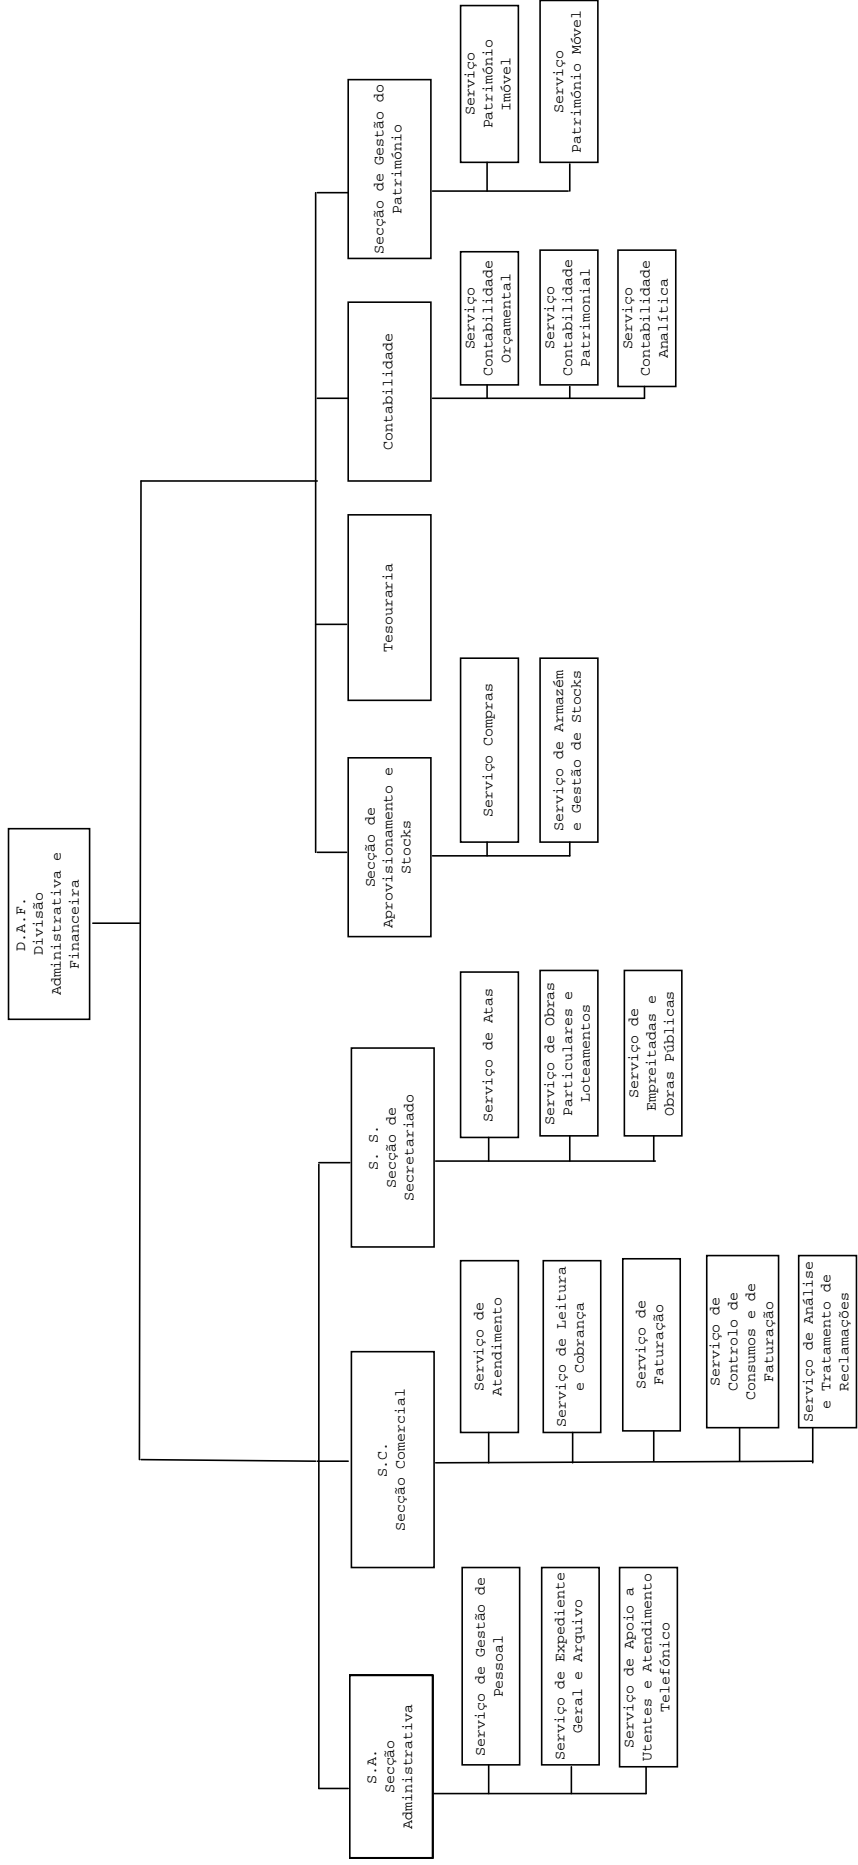 D.A.F.
Divisão
Administrativa e
Financeira
S.A.
Secção
Administrativa
Serviço de Gestão de
Pessoal
Serviço de Expediente
Geral e Arquivo
Serviço de Apoio a
Utentes e Atendimento
Telefónico
S.C.
Secção Comercial
Serviço de
Atendimento
Serviço de Leitura
e Cobrança
Serviço de
Faturação
Serviço de
Controlo de
Consumos e de
Faturação
Serviço de Análise
e Tratamento de
Reclamações
S. S.
Secção de
Secretariado
Serviço de Atas
Serviço de Obras
Particulares e
Loteamentos
Serviço de
Empreitadas e
Obras Públicas
Secção de
Aprovisionamento e
Stocks
Serviço Compras
Serviço de Armazém
e Gestão de Stocks
Tesouraria
Contabilidade
Serviço
Contabilidade
Orçamental
Serviço
Contabilidade
Patrimonial
Serviço
Contabilidade
Analítica
Secção de Gestão do
Património
Serviço
Património
Imóvel
Serviço
Património Móvel